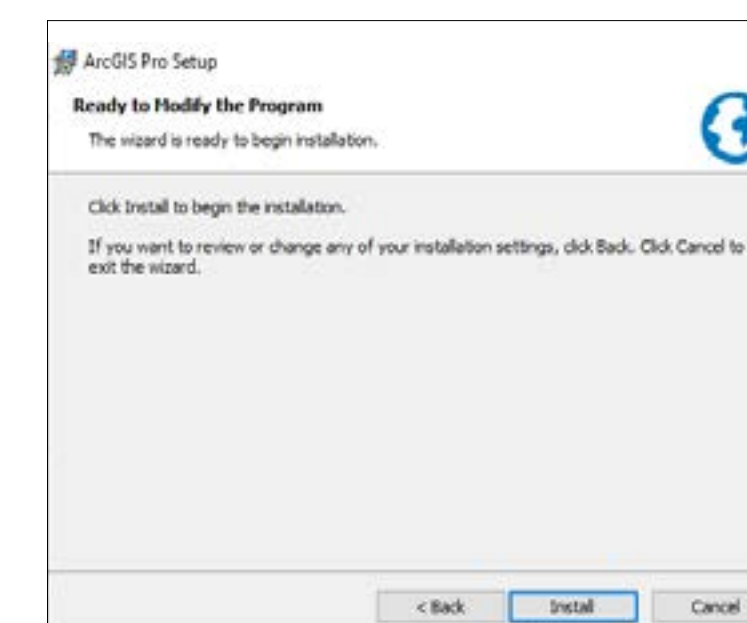 ArcGIS Pro Setup
Ready to Modify the Program
The wizard is ready to begin installation.
Click Install to begin the installation.
If you want to review or change any of your installation settings, click Back. Click Cancel to
exit the wizard.
< Back
Install
Cancel